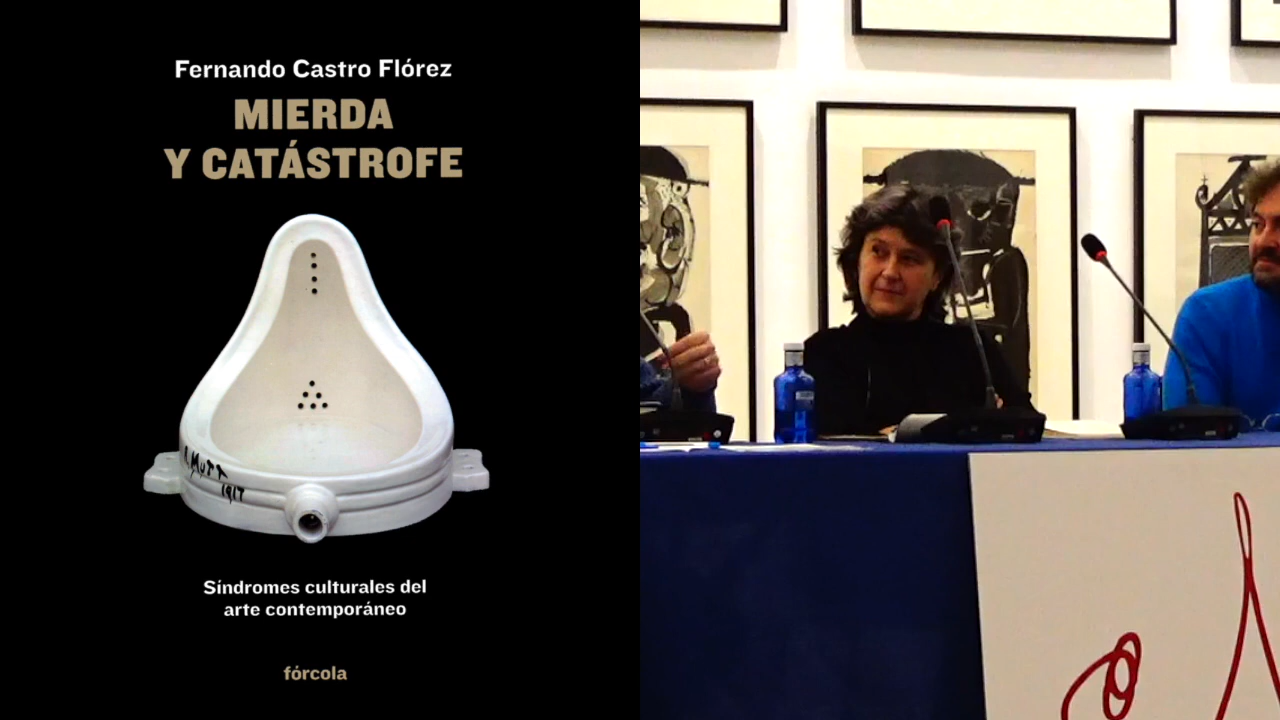 Fernando Castro Flórez
MIERDA
Y CATÁSTROFE
R. MUTT
1917
Síndromes culturales del
arte contemporáneo
fórcola